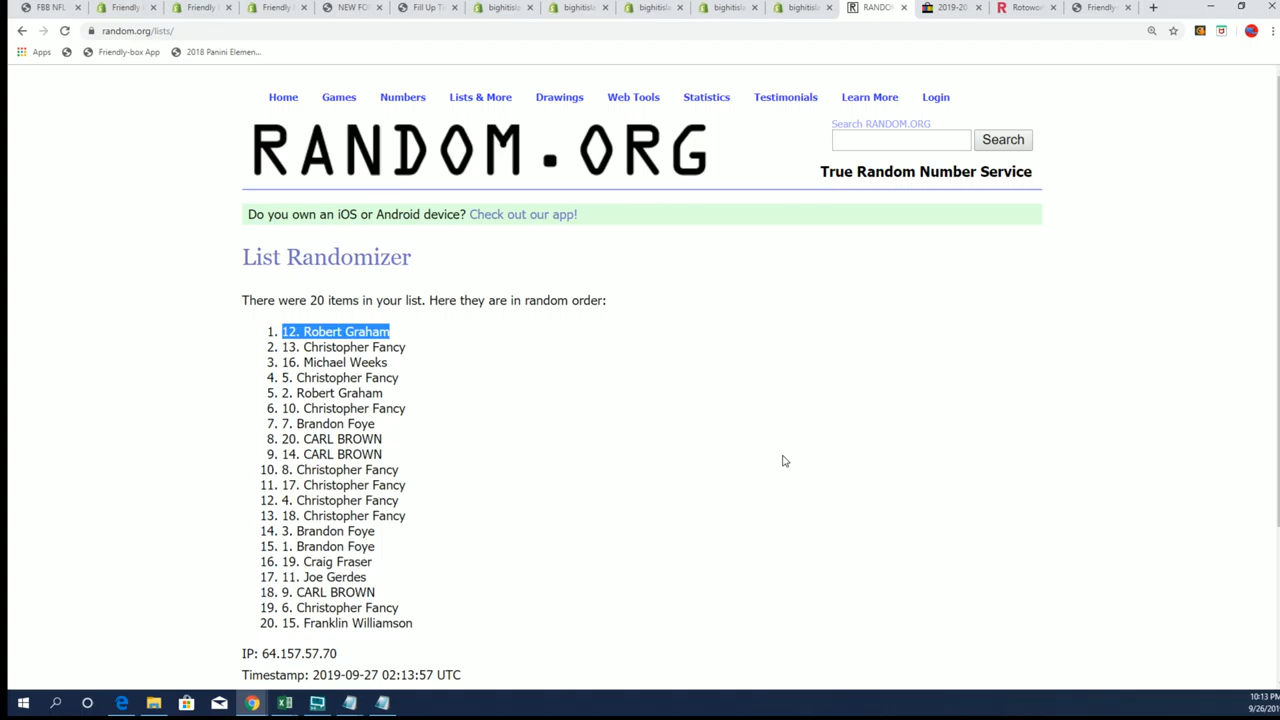 FBB NFL
Friendly
Friendly
Friendly
NEW FO
Fill Up Ti
bighitisla
bighitisla
bighitisla
bighitisla
bighitisla
RANDO
2019-20
Rotowor
Friendly-
random.org/lists/
Apps
Friendly-box App
2018 Panini Elemen...
Home Games Numbers Lists & More Drawings Web Tools Statistics Testimonials Learn More Login
RANDOM.ORG
Search RANDOM.ORG
Search
True Random Number Service
Do you own an iOS or Android device? Check out our app!
List Randomizer
There were 20 items in your list. Here they are in random order:
1. 12. Robert Graham
2. 13. Christopher Fancy
3. 16. Michael Weeks
4. 5. Christopher Fancy
5. 2. Robert Graham
6. 10. Christopher Fancy
7. 7. Brandon Foye
8. 20. CARL BROWN
9. 14. CARL BROWN
10. 8. Christopher Fancy
11. 17. Christopher Fancy
12. 4. Christopher Fancy
13. 18. Christopher Fancy
14. 3. Brandon Foye
15. 1. Brandon Foye
16. 19. Craig Fraser
17. 11. Joe Gerdes
18. 9. CARL BROWN
19. 6. Christopher Fancy
20. 15. Franklin Williamson
IP: 64.157.57.70
Timestamp: 2019-09-27 02:13:57 UTC
10:13 PM
9/26/201